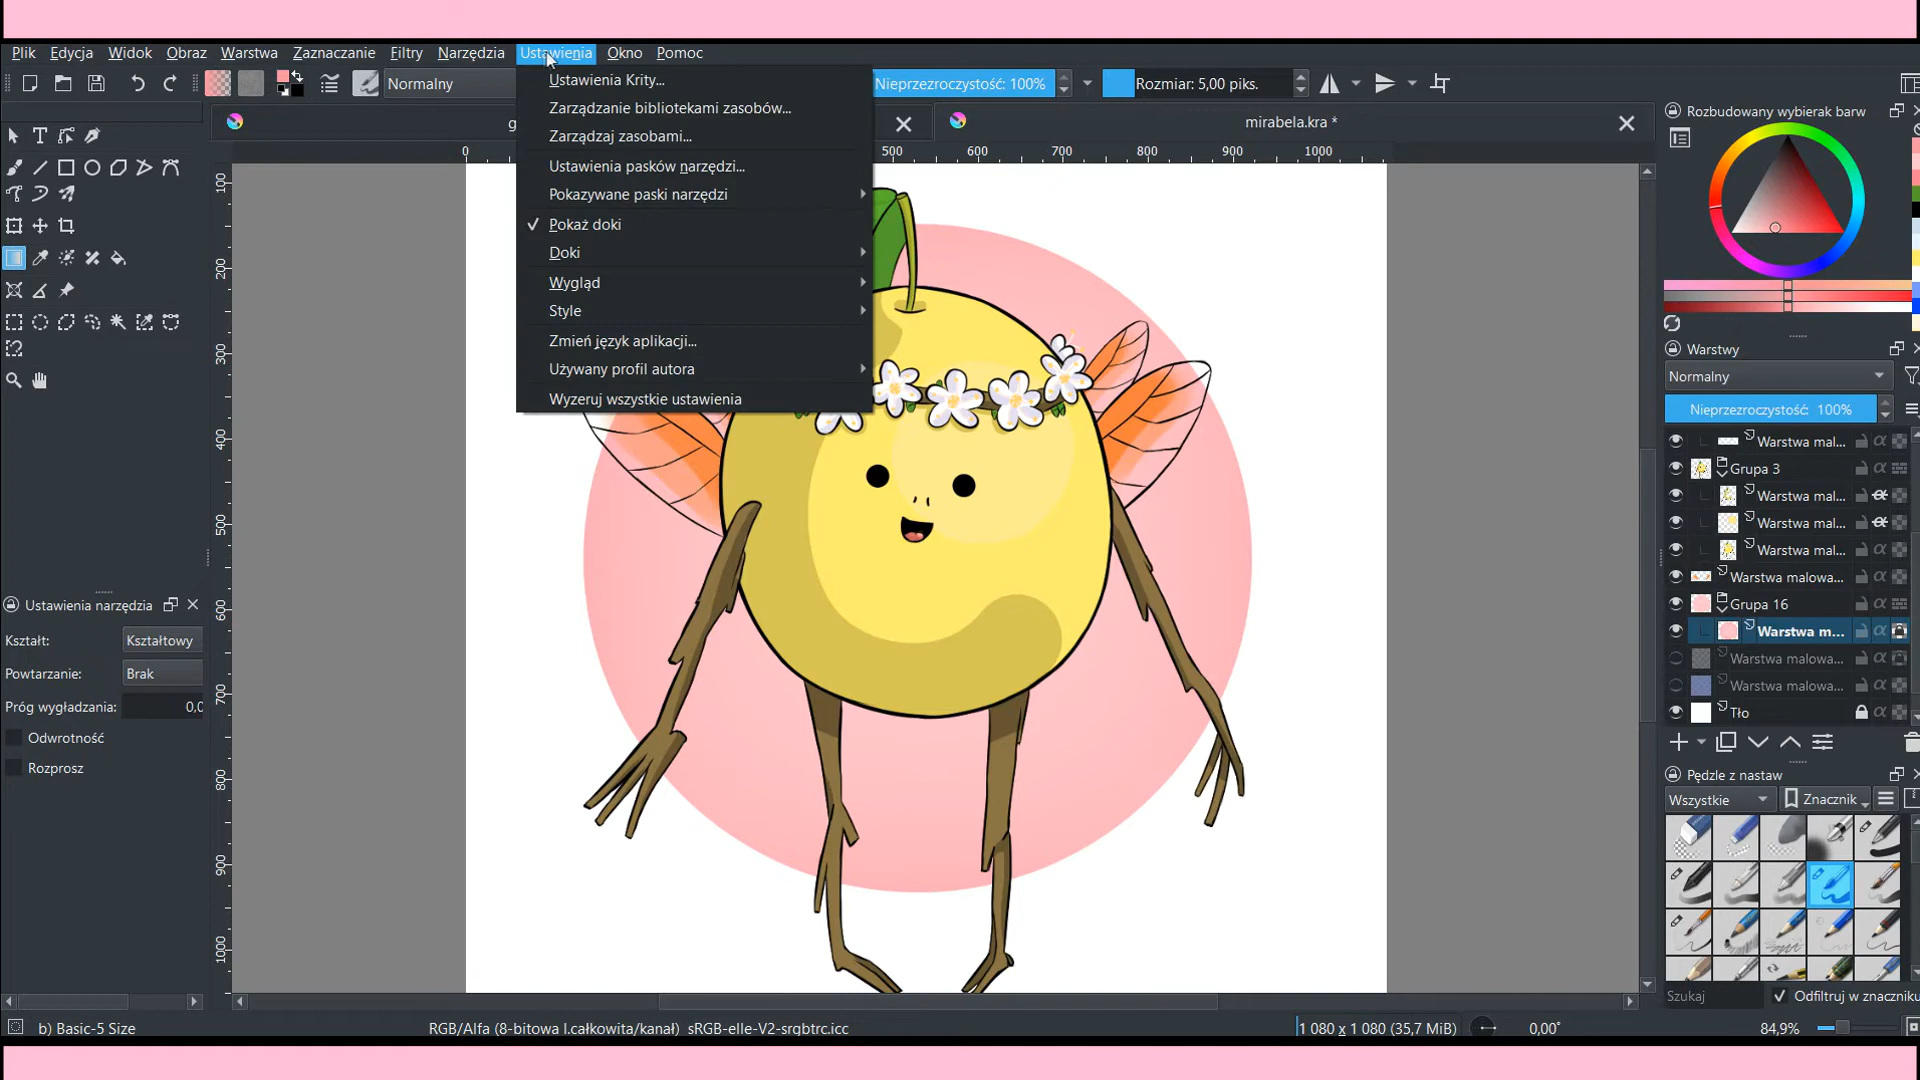 Plik Edycja Widok Obraz Warstwa Zaznaczanie Filtry Narzędzia Ustawienia Okno Pomoc
Normalny
Nieprzezroczystość: 100%
Rozmiar: 5,00 piks.
Ustawienia Krity...
Zarządzanie bibliotekami zasobów...
Zarządzaj zasobami...
Ustawienia pasków narzędzi...
Pokazywane paski narzędzi
Pokaż doki
Doki
Wygląd
Style
Zmień język aplikacji...
Używany profil autora
Wyzeruj wszystkie ustawienia
g
mirabela.kra *
0 500 600 700 800 900 1000
100
200
300
400
500
600
700
800
900
1000
Ustawienia narzędzia
Kształt: Kształtowy
Powtarzanie: Brak
Próg wygładzania: 0,0
Odwrotność
Rozprosz
Rozbudowany wybierak barw
Warstwy
Normalny
Nieprzezroczystość: 100%
Warstwa mal...
Grupa 3
Warstwa mal...
Warstwa mal...
Warstwa mal...
Warstwa malowa...
Grupa 16
Warstwa m...
Warstwa malowa...
Warstwa malowa...
Tło
Pędzle z nastaw
Wszystkie
Znacznik
Szukaj
Odfiltruj w znaczniku
b) Basic-5 Size
RGB/Alfa (8-bitowa l.całkowita/kanał) sRGB-elle-V2-srgbtrc.icc
1 080 x 1 080 (35,7 MiB)
0,00°
84,9%